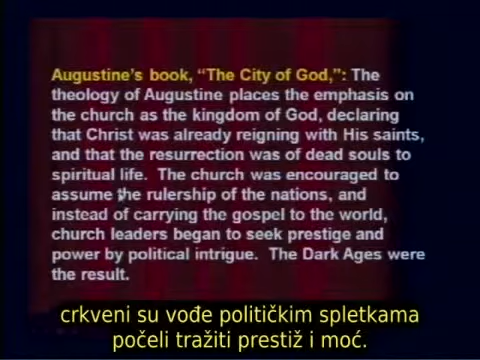 Augustine's book, "The City of God,": The
theology of Augustine places the emphasis on
the church as the kingdom of God, declaring
that Christ was already reigning with His saints,
and that the resurrection was of dead souls to
spiritual life. The church was encouraged to
assume the rulership of the nations, and
instead of carrying the gospel to the world,
church leaders began to seek prestige and
power by political intrigue. The Dark Ages were
the result.
crkveni su vođe političkim spletkama
počeli tražiti prestiž i moć.